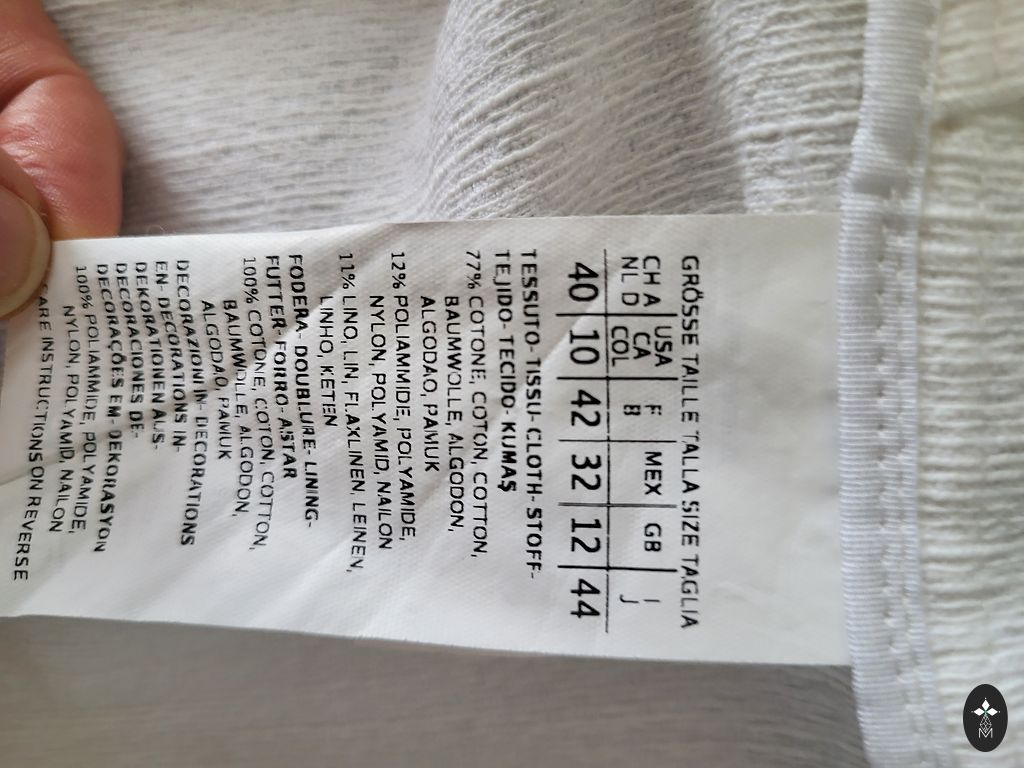 GRÖSSE TAILLE TALLA SIZE TAGLIA
CH A USA F MEX GB I
NL D CA B J
COL
40 10 42 32 12 44
TESSUTO- TISSU- CLOTH- STOFF-
TEJIDO- TECIDO- KUMAŞ
77% COTONE, COTON, COTTON,
BAUMWOLLE, ALGODON,
ALGODAO, PAMUK
12% POLIAMMIDE, POLYAMIDE,
NYLON, POLYAMID, NAILON
11% LINO, LIN, FLAXLINEN, LEINEN,
LINHO, KETEN
FODERA- DOUBLURE- LINING-
FUTTER- FORRO- ASTAR
100% COTONE, COTON, COTTON,
BAUMWOLLE, ALGODON,
ALGODAO, PAMUK
DECORAZIONI IN- DECORATIONS
EN- DECORATIONS IN-
DEKORATIONEN AUS-
DECORACIONES DE-
DECORAÇÕES EM- DEKORASYON
100% POLIAMMIDE, POLYAMIDE,
NYLON, POLYAMID, NAILON
CARE INSTRUCTIONS ON REVERSE
M